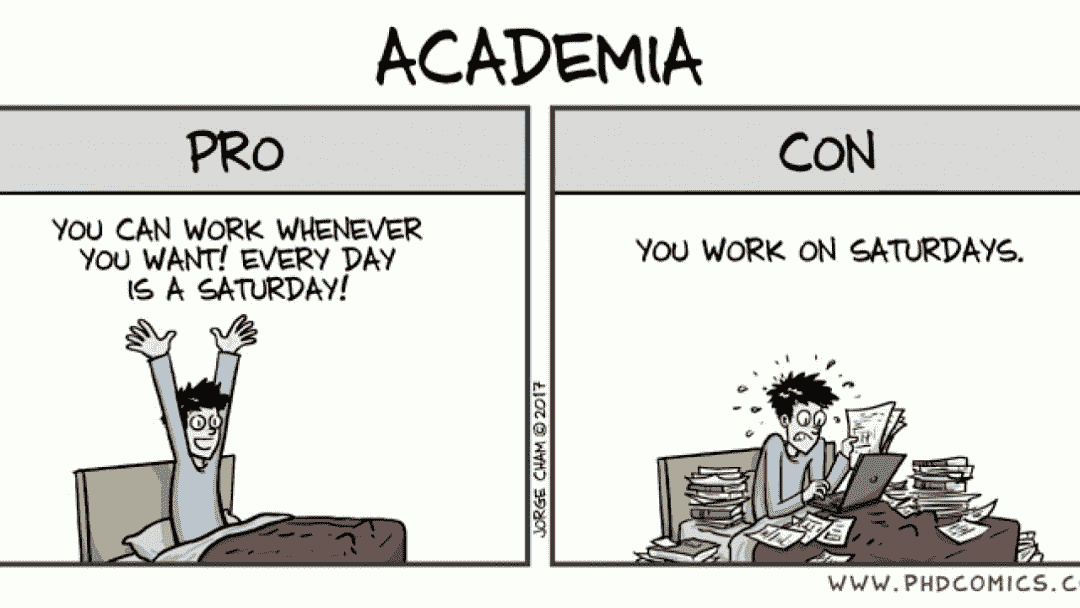 ACADEMIA
PRO
YOU CAN WORK WHENEVER
YOU WANT! EVERY DAY
IS A SATURDAY!
JORGE CHAM © 2017
CON
YOU WORK ON SATURDAYS.
WWW.PHDCOMICS.C